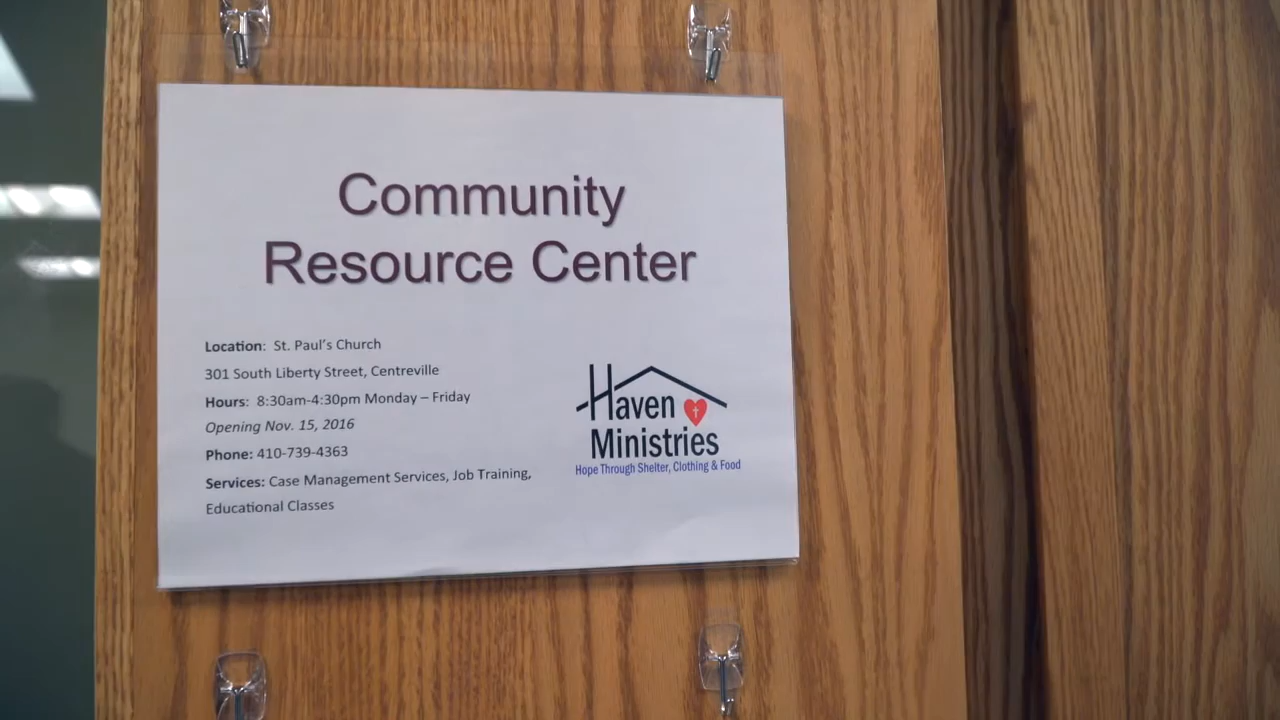 Community
Resource Center
Location: St. Paul's Church
301 South Liberty Street, Centreville
Hours: 8:30am-4:30pm Monday – Friday
Opening Nov. 15, 2016
Phone: 410-739-4363
Services: Case Management Services, Job Training,
Educational Classes
Haven
Ministries
Hope Through Shelter, Clothing & Food